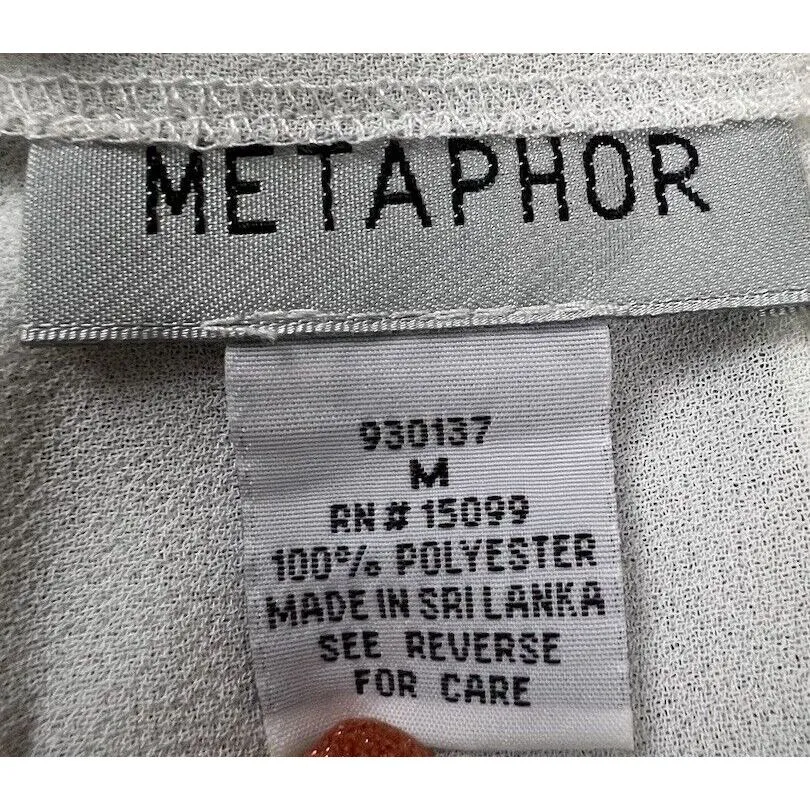 METAPHOR
930137
M
RN# 15099
100% POLYESTER
MADE IN SRI LANKA
SEE REVERSE
FOR CARE